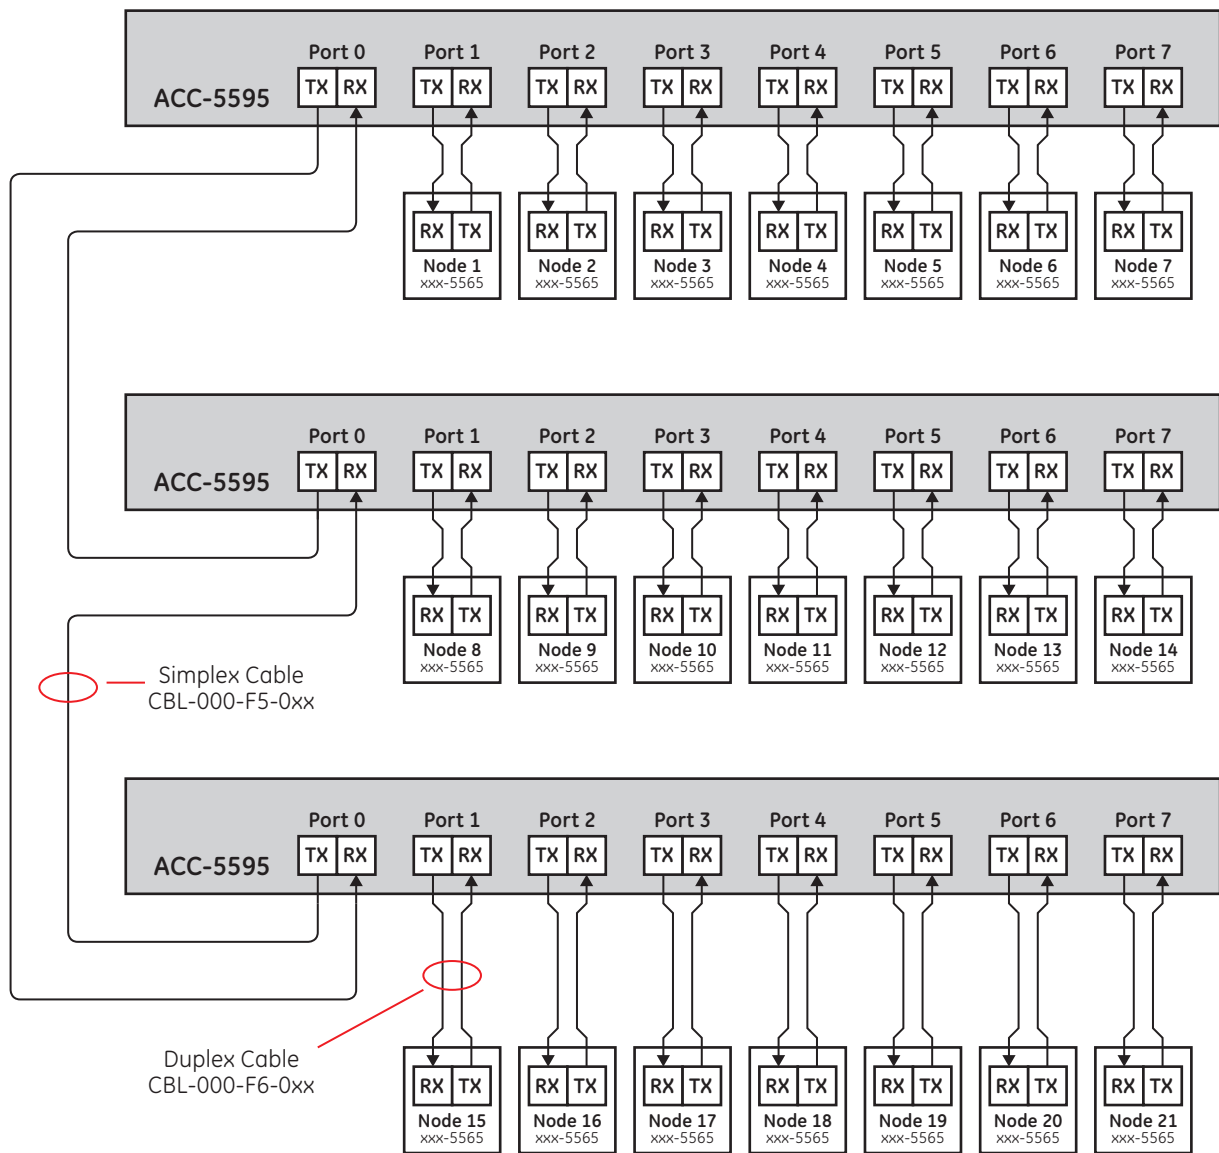 Port 0 Port 1 Port 2 Port 3 Port 4 Port 5 Port 6 Port 7
ACC-5595 TX RX TX RX TX RX TX RX TX RX TX RX TX RX TX RX
RX TX RX TX RX TX RX TX RX TX RX TX RX TX
Node 1 Node 2 Node 3 Node 4 Node 5 Node 6 Node 7
xxx-5565 xxx-5565 xxx-5565 xxx-5565 xxx-5565 xxx-5565 xxx-5565
Port 0 Port 1 Port 2 Port 3 Port 4 Port 5 Port 6 Port 7
ACC-5595 TX RX TX RX TX RX TX RX TX RX TX RX TX RX TX RX
RX TX RX TX RX TX RX TX RX TX RX TX RX TX
Node 8 Node 9 Node 10 Node 11 Node 12 Node 13 Node 14
xxx-5565 xxx-5565 xxx-5565 xxx-5565 xxx-5565 xxx-5565 xxx-5565
Simplex Cable
CBL-000-F5-0xx
Port 0 Port 1 Port 2 Port 3 Port 4 Port 5 Port 6 Port 7
ACC-5595 TX RX TX RX TX RX TX RX TX RX TX RX TX RX TX RX
Duplex Cable
CBL-000-F6-0xx
RX TX RX TX RX TX RX TX RX TX RX TX RX TX
Node 15 Node 16 Node 17 Node 18 Node 19 Node 20 Node 21
xxx-5565 xxx-5565 xxx-5565 xxx-5565 xxx-5565 xxx-5565 xxx-5565